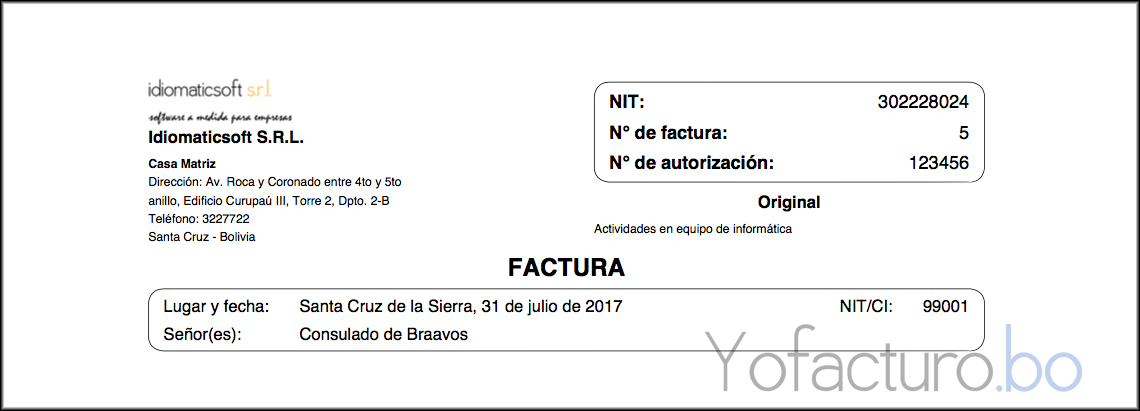 idiomaticsoft s.r.l.
software a medida para empresas
Idiomaticsoft S.R.L.
Casa Matriz
Dirección: Av. Roca y Coronado entre 4to y 5to
anillo, Edificio Curupaú III, Torre 2, Dpto. 2-B
Teléfono: 3227722
Santa Cruz - Bolivia
NIT: 302228024
N° de factura: 5
N° de autorización: 123456
Original
Actividades en equipo de informática
FACTURA
Lugar y fecha: Santa Cruz de la Sierra, 31 de julio de 2017 NIT/CI: 99001
Señor(es): Consulado de Braavos
Yofacturo.bo